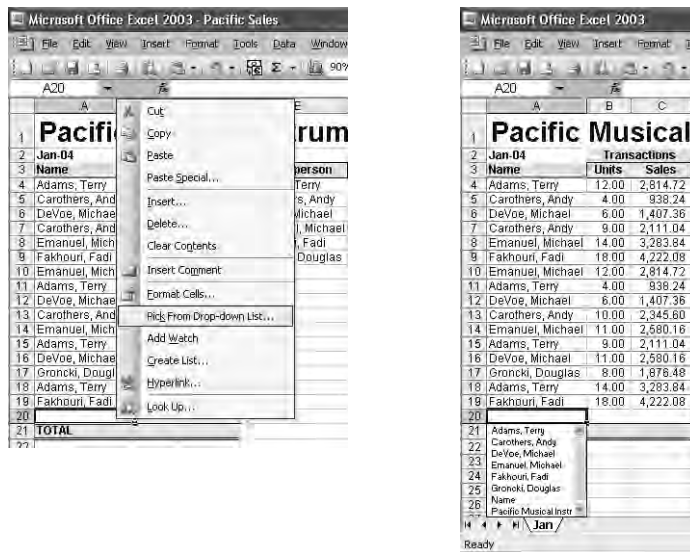 Microsoft Office Excel 2003 - Pacific Sales
File Edit View Insert Format Tools Data Window
Σ 90%
A20 fx
A E
1 Pacifi trum
2 Jan-04
3 Name person
4 Adams, Terry Terry
5 Carothers, And rs, Andy
6 DeVoe, Michae Michael
7 Carothers, And l, Michael
8 Emanuel, Mich i, Fadi
9 Fakhouri, Fadi Douglas
10 Emanuel, Mich
11 Adams, Terry
12 DeVoe, Michae
13 Carothers, And
14 Emanuel, Mich
15 Adams, Terry
16 DeVoe, Michae
17 Groncki, Dougl
18 Adams, Terry
19 Fakhouri, Fadi
20
21 TOTAL
22
Cut
Copy
Paste
Paste Special...
Insert...
Delete...
Clear Contents
Insert Comment
Format Cells...
Pick From Drop-down List...
Add Watch
Create List...
Hyperlink...
Look Up...
Microsoft Office Excel 2003
File Edit View Insert Format
A20 fx
A B C
1 Pacific Musical
2 Jan-04 Transactions
3 Name Units Sales
4 Adams, Terry 12.00 2,814.72
5 Carothers, Andy 4.00 938.24
6 DeVoe, Michael 6.00 1,407.36
7 Carothers, Andy 9.00 2,111.04
8 Emanuel, Michael 14.00 3,283.84
9 Fakhouri, Fadi 18.00 4,222.08
10 Emanuel, Michael 12.00 2,814.72
11 Adams, Terry 4.00 938.24
12 DeVoe, Michael 6.00 1,407.36
13 Carothers, Andy 10.00 2,345.60
14 Emanuel, Michael 11.00 2,580.16
15 Adams, Terry 9.00 2,111.04
16 DeVoe, Michael 11.00 2,580.16
17 Groncki, Douglas 8.00 1,876.48
18 Adams, Terry 14.00 3,283.84
19 Fakhouri, Fadi 18.00 4,222.08
20
21 Adams, Terry
22 Carothers, Andy
DeVoe, Michael
23 Emanuel, Michael
24 Fakhouri, Fadi
25 Groncki, Douglas
Name
26 Pacific Musical Instr
Jan
Ready